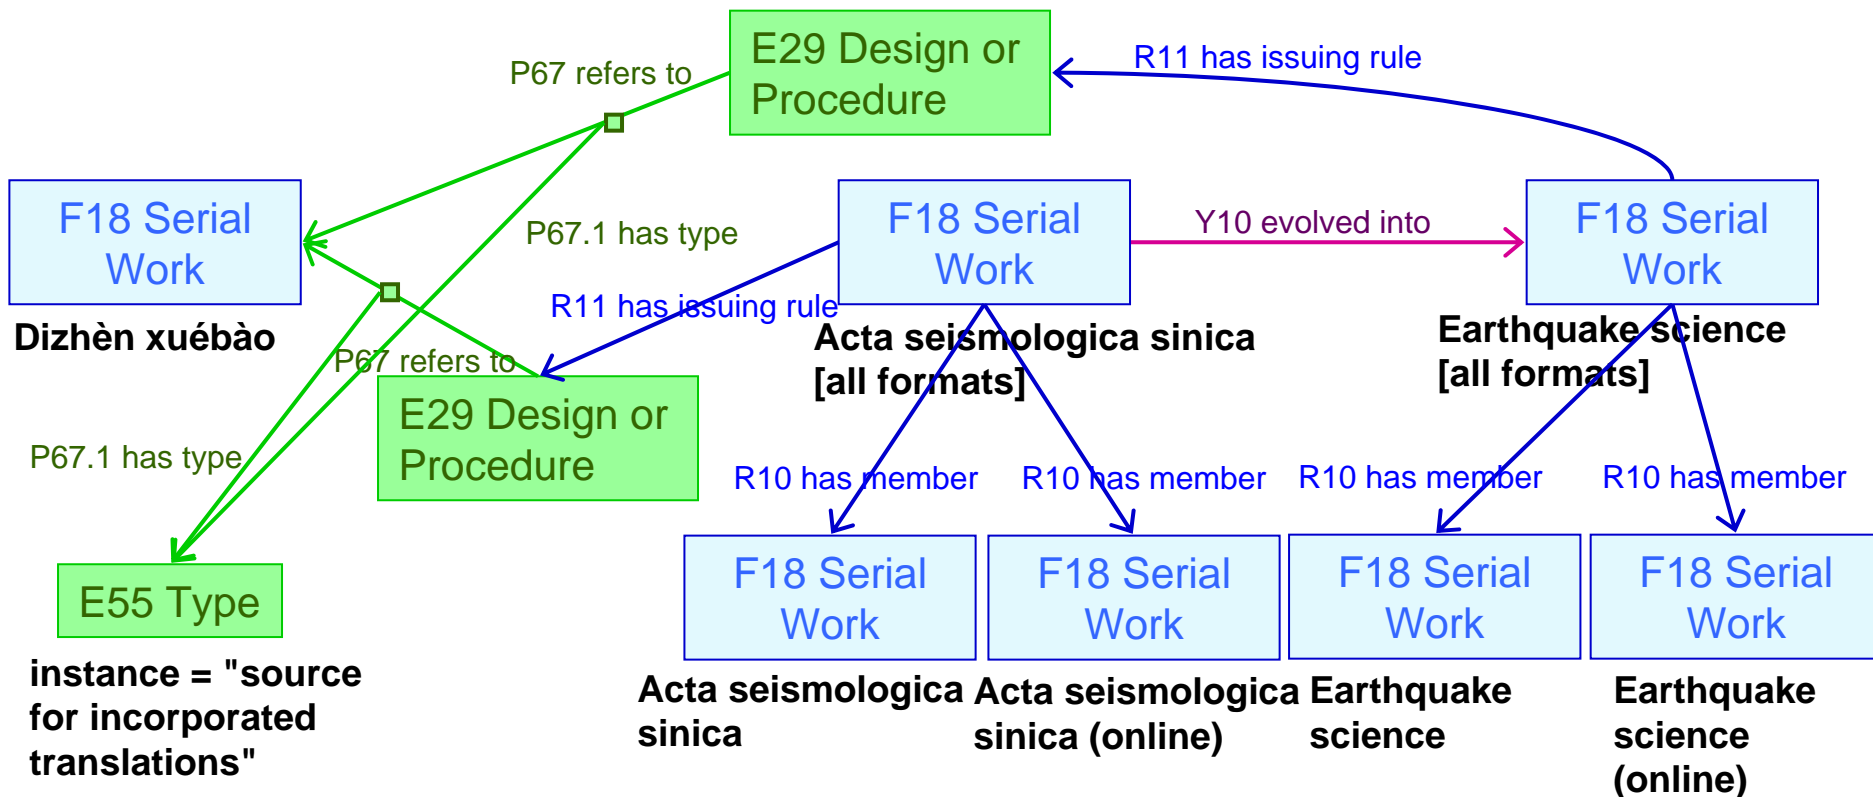 E29 Design or
Procedure
P67 refers to
R11 has issuing rule
F18 Serial
Work
Dizhèn xuébào
P67.1 has type
F18 Serial
Work
Acta seismologica sinica
[all formats]
Y10 evolved into
F18 Serial
Work
Earthquake science
[all formats]
R11 has issuing rule
P67 refers to
E29 Design or
Procedure
P67.1 has type
R10 has member
R10 has member
R10 has member
R10 has member
E55 Type
instance = "source
for incorporated
translations"
F18 Serial
Work
Acta seismologica
sinica
F18 Serial
Work
Acta seismologica
sinica (online)
F18 Serial
Work
Earthquake
science
F18 Serial
Work
Earthquake
science
(online)